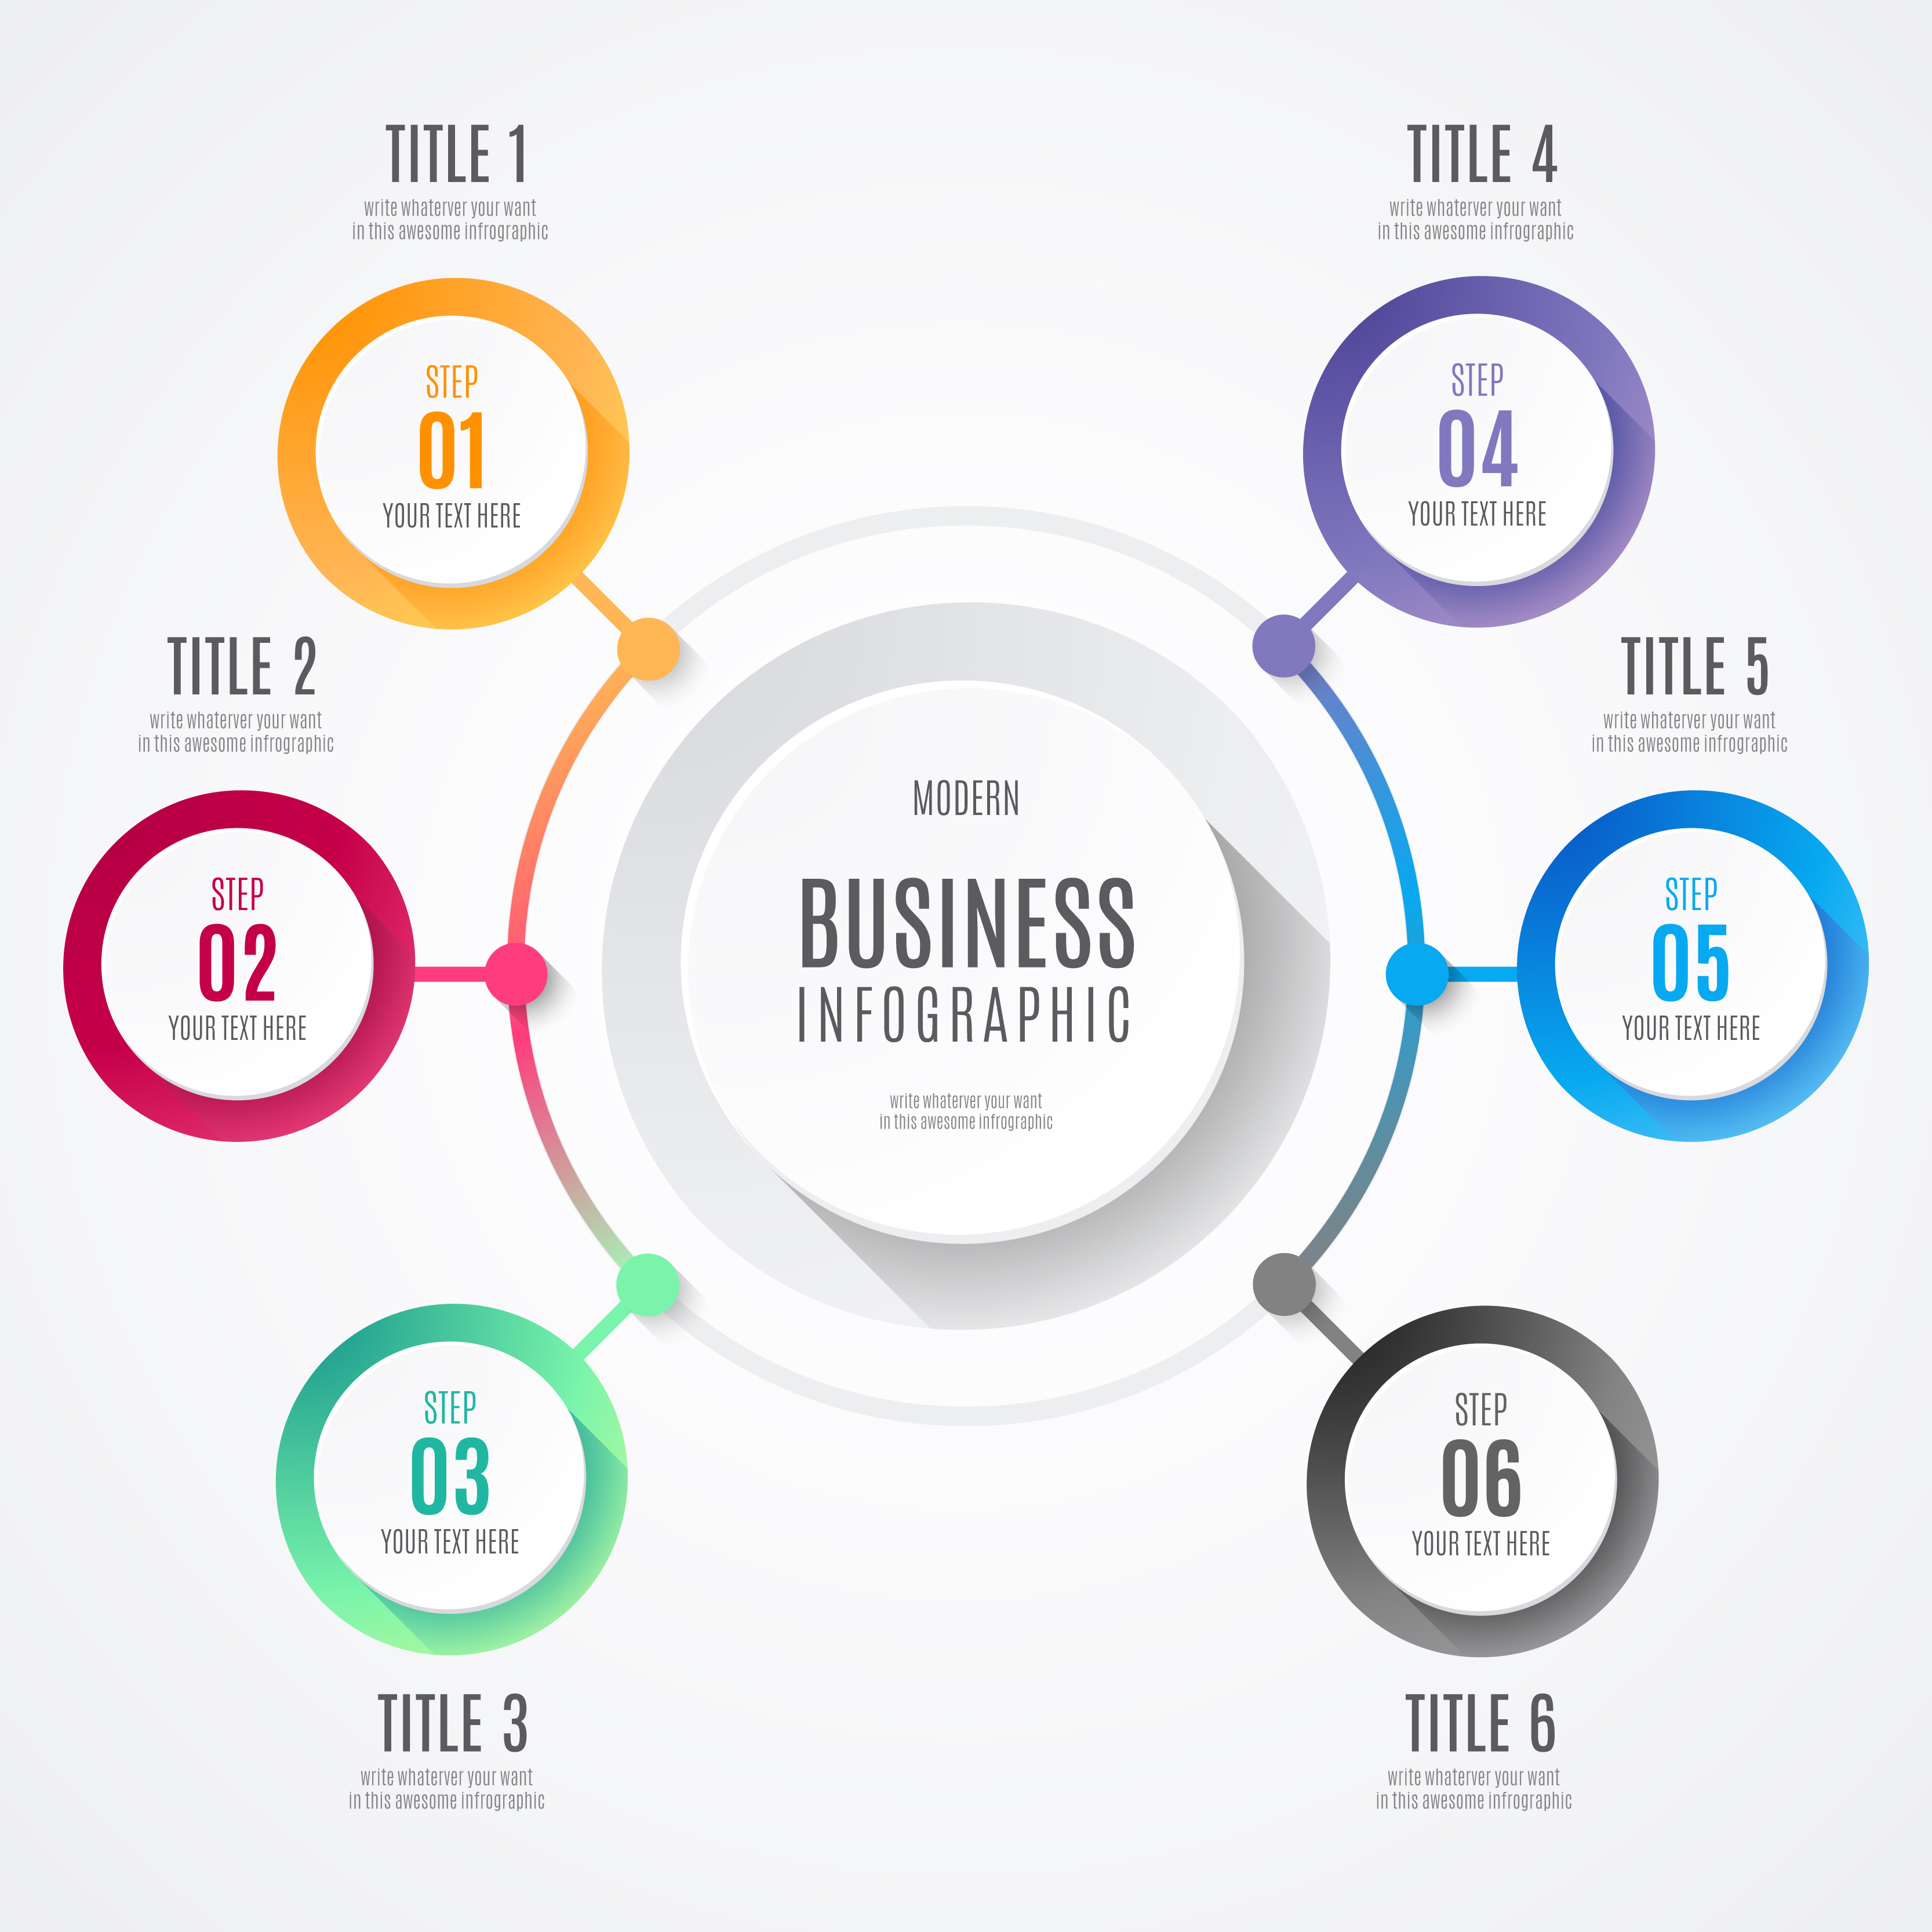 TITLE 1
write whaterver your want
in this awesome infrographic
STEP
01
YOUR TEXT HERE
TITLE 2
write whaterver your want
in this awesome infrographic
STEP
02
YOUR TEXT HERE
STEP
03
YOUR TEXT HERE
TITLE 3
write whaterver your want
in this awesome infrographic
MODERN
BUSINESS
INFOGRAPHIC
write whaterver your want
in this awesome infrographic
TITLE 4
write whaterver your want
in this awesome infrographic
STEP
04
YOUR TEXT HERE
TITLE 5
write whaterver your want
in this awesome infrographic
STEP
05
YOUR TEXT HERE
STEP
06
YOUR TEXT HERE
TITLE 6
write whaterver your want
in this awesome infrographic